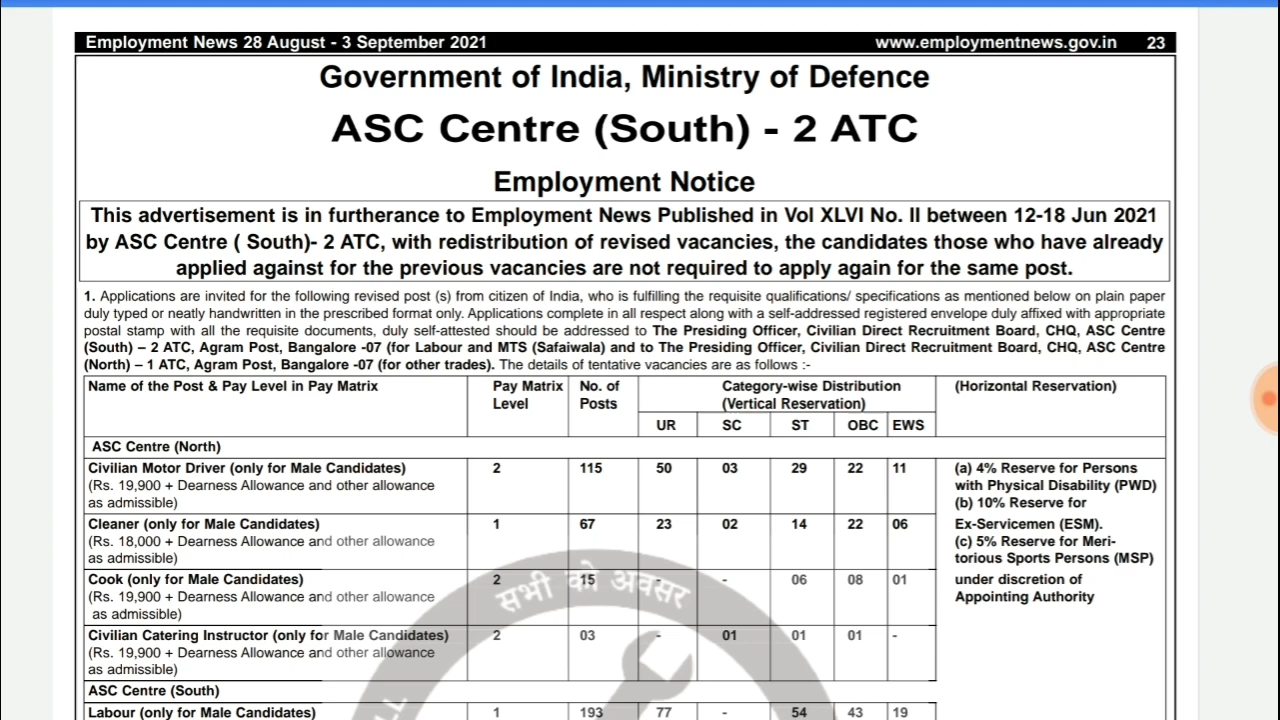 Employment News 28 August - 3 September 2021 www.employmentnews.gov.in 23
Government of India, Ministry of Defence
ASC Centre (South) - 2 ATC
Employment Notice
This advertisement is in furtherance to Employment News Published in Vol XLVI No. II between 12-18 Jun 2021
by ASC Centre ( South)- 2 ATC, with redistribution of revised vacancies, the candidates those who have already
applied against for the previous vacancies are not required to apply again for the same post.
1. Applications are invited for the following revised post (s) from citizen of India, who is fulfilling the requisite qualifications/ specifications as mentioned below on plain paper
duly typed or neatly handwritten in the prescribed format only. Applications complete in all respect along with a self-addressed registered envelope duly affixed with appropriate
postal stamp with all the requisite documents, duly self-attested should be addressed to The Presiding Officer, Civilian Direct Recruitment Board, CHQ, ASC Centre
(South) – 2 ATC, Agram Post, Bangalore -07 (for Labour and MTS (Safaiwala) and to The Presiding Officer, Civilian Direct Recruitment Board, CHQ, ASC Centre
(North) – 1 ATC, Agram Post, Bangalore -07 (for other trades). The details of tentative vacancies are as follows :-
Name of the Post & Pay Level in Pay Matrix Pay Matrix No. of Category-wise Distribution (Horizontal Reservation)
Level Posts (Vertical Reservation)
UR SC ST OBC EWS
ASC Centre (North)
Civilian Motor Driver (only for Male Candidates) 2 115 50 03 29 22 11 (a) 4% Reserve for Persons
(Rs. 19,900 + Dearness Allowance and other allowance with Physical Disability (PWD)
as admissible) (b) 10% Reserve for
Cleaner (only for Male Candidates) 1 67 23 02 14 22 06 Ex-Servicemen (ESM).
(Rs. 18,000 + Dearness Allowance and other allowance (c) 5% Reserve for Meri-
as admissible) torious Sports Persons (MSP)
Cook (only for Male Candidates) 2 15 - - 06 08 01 under discretion of
(Rs. 19,900 + Dearness Allowance and other allowance Appointing Authority
as admissible)
सभी को अवसर
Civilian Catering Instructor (only for Male Candidates) 2 03 - 01 01 01 -
(Rs. 19,900 + Dearness Allowance and other allowance
as admissible)
ASC Centre (South)
Labour (only for Male Candidates) 1 193 77 - 54 43 19